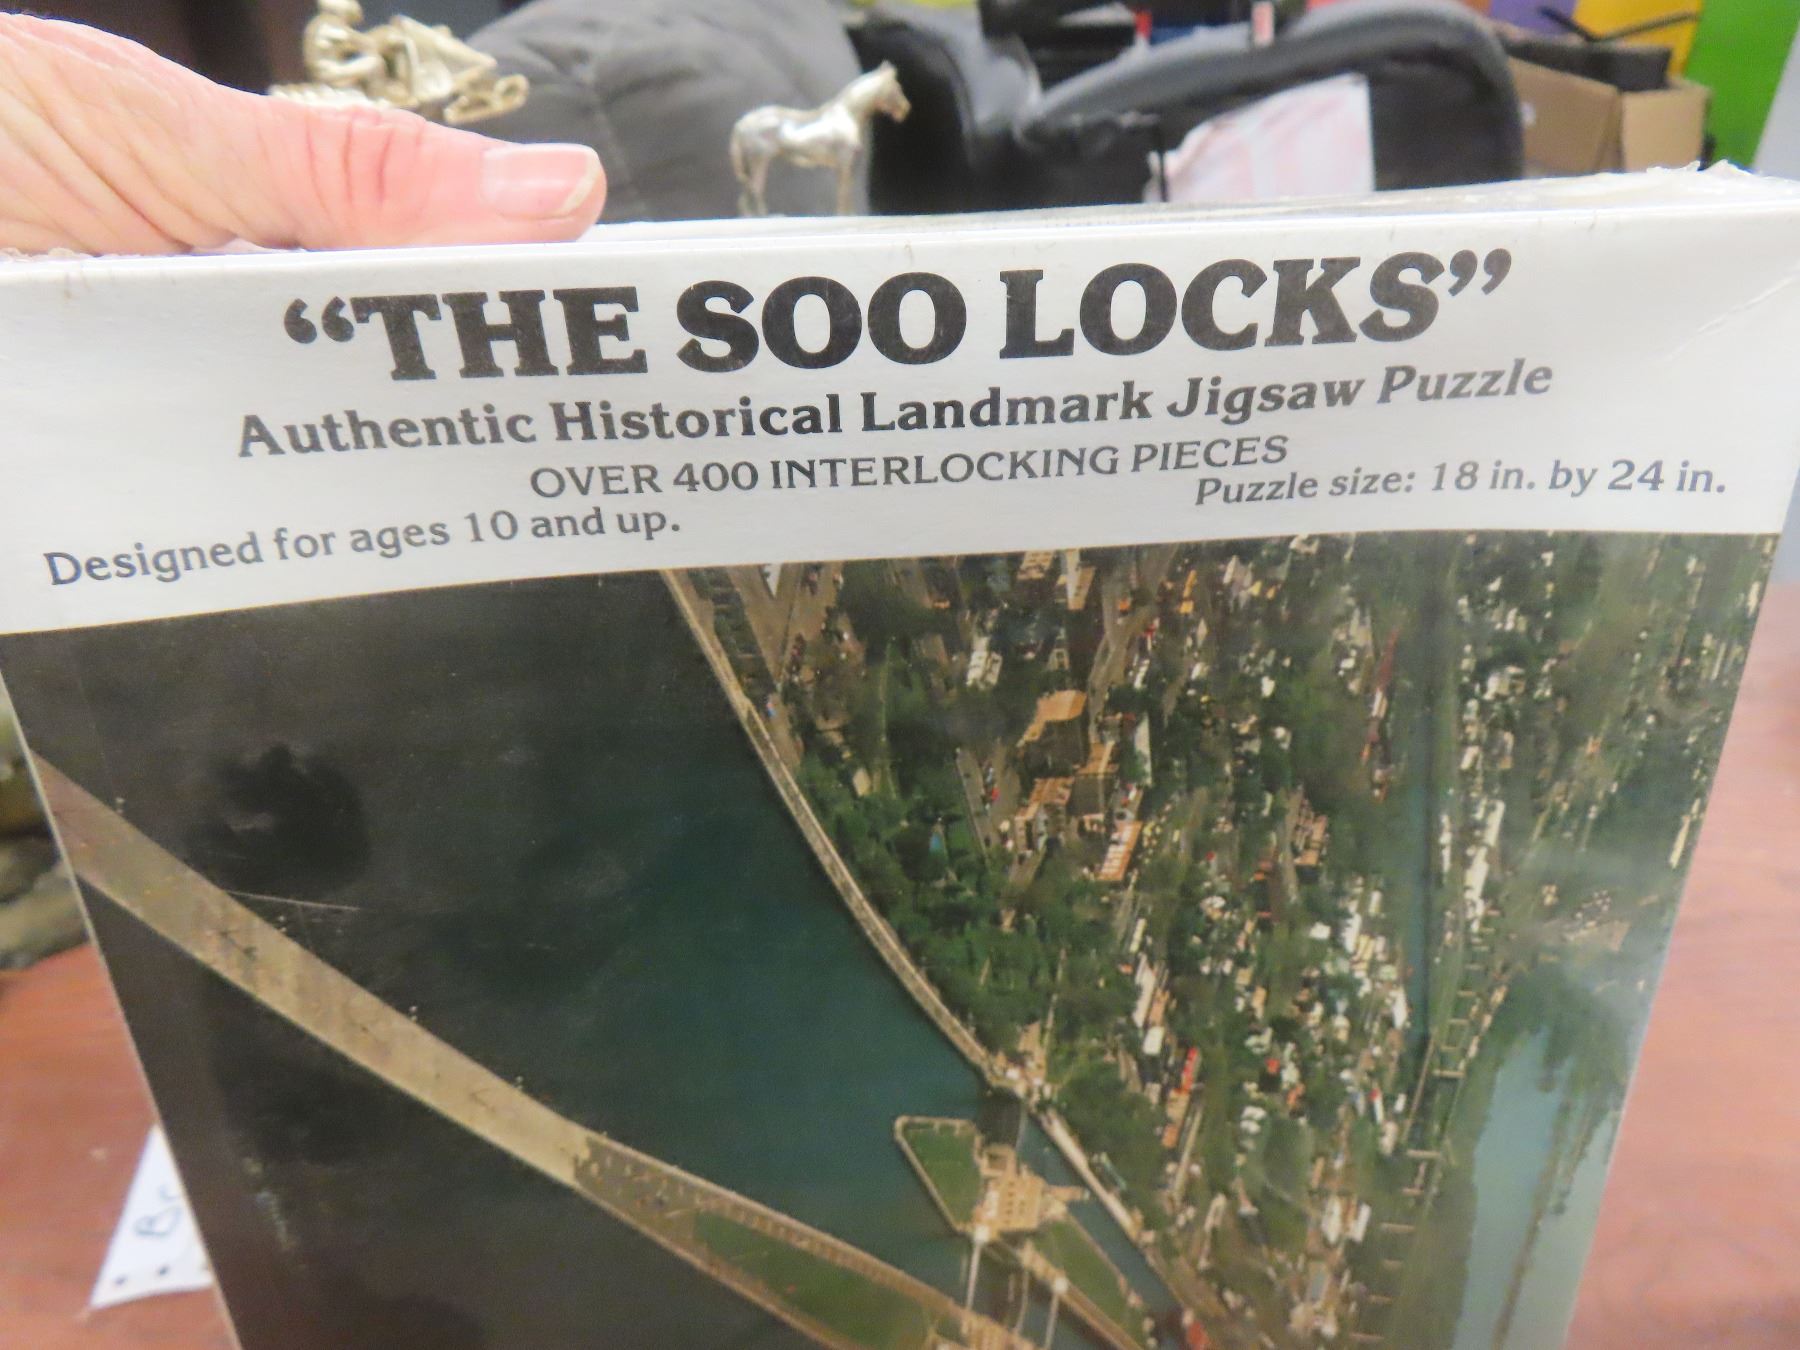 “THE SOO LOCKS”
Authentic Historical Landmark Jigsaw Puzzle
OVER 400 INTERLOCKING PIECES
Designed for ages 10 and up.
Puzzle size: 18 in. by 24 in.